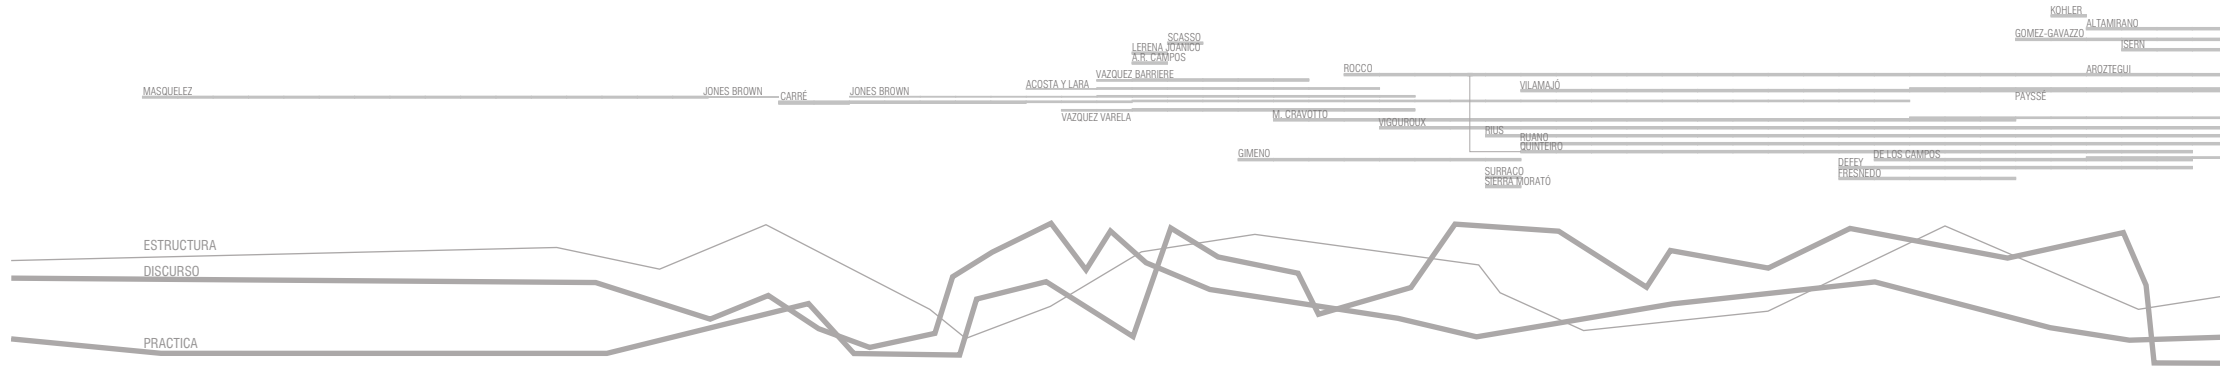 KOHLER
ALTAMIRANO
GOMEZ-GAVAZZO
SCASSO
ISERN
LERENA JOANICO
A.R. CAMPOS
ROCCO
AROZTEGUI
VAZQUEZ BARRIERE
ACOSTA Y LARA
VILAMAJÓ
MASQUELEZ
JONES BROWN
CARRÉ
JONES BROWN
PAYSSÉ
VAZQUEZ VARELA
M. CRAVOTTO
VIGOUROUX
RIUS
RUANO
QUINTEIRO
GIMENO
DE LOS CAMPOS
DEFEY
SURRACO
FRESNEDO
SIERRA MORATÓ
ESTRUCTURA
DISCURSO
PRACTICA